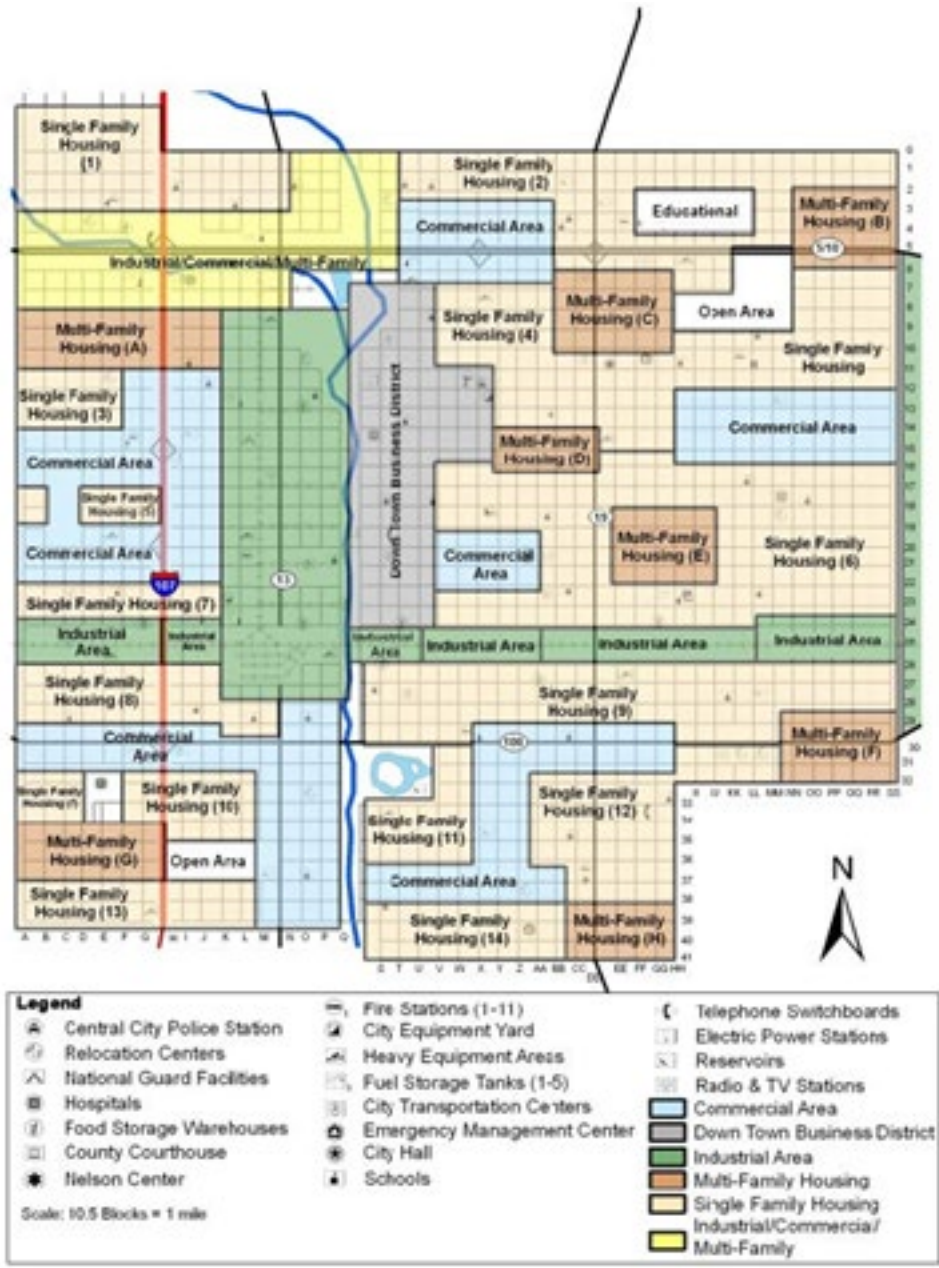 Single Family
Housing
(1)
Single Family
Housing (2)
Educational
Multi-Family
Housing (B)
Commercial Area
5/10
Industrial/Commercial/Multi-Family
Multi-Family
Housing (A)
Single Family
Housing (4)
Multi-Family
Housing (C)
Open Area
Single Family
Housing
Single Family
Housing (3)
Down Town Business District
Commercial Area
Multi-Family
Housing (D)
Commercial Area
Single Family
Housing (5)
Commercial Area
13
Commercial
Area
Multi-Family
Housing (E)
Single Family
Housing (6)
107
Single Family Housing (7)
Industrial
Area
Industrial
Area
Industrial
Area
Industrial Area
Industrial Area
Industrial Area
Single Family
Housing (8)
Single Family
Housing (9)
Commercial
Area
Multi-Family
Housing (F)
Single Family
Single Family
Housing (10)
Single Family
Housing (11)
Single Family
Housing (12)
Multi-Family
Housing (G)
Open Area
Commercial Area
Single Family
Housing (13)
Single Family
Housing (14)
Multi-Family
Housing (H)
N
Legend
Central City Police Station
Relocation Centers
National Guard Facilities
Hospitals
Food Storage Warehouses
County Courthouse
Nelson Center
Scale: 10.5 Blocks = 1 mile
Fire Stations (1-11)
City Equipment Yard
Heavy Equipment Areas
Fuel Storage Tanks (1-5)
City Transportation Centers
Emergency Management Center
City Hall
Schools
Telephone Switchboards
Electric Power Stations
Reservoirs
Radio & TV Stations
Commercial Area
Down Town Business District
Industrial Area
Multi-Family Housing
Single Family Housing
Industrial/Commercial/
Multi-Family